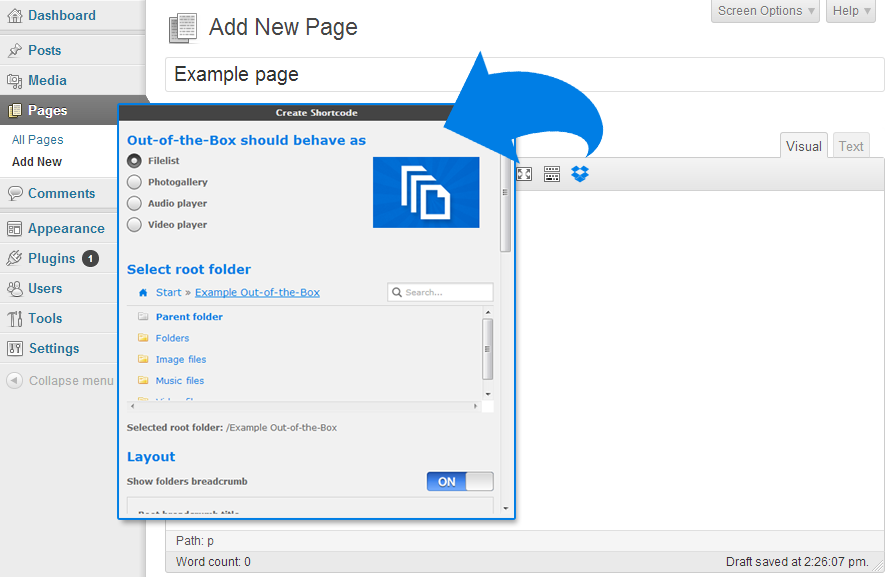 Dashboard
Posts
Media
Pages
All Pages
Add New
Comments
Appearance
Plugins 1
Users
Tools
Settings
Collapse menu
Screen Options
Help
Add New Page
Example page
Visual
Text
Create Shortcode
Out-of-the-Box should behave as
Filelist
Photogallery
Audio player
Video player
Select root folder
Start » Example Out-of-the-Box
Search...
Parent folder
Folders
Image files
Music files
Selected root folder: /Example Out-of-the-Box
Layout
Show folders breadcrumb
ON
Path: p
Word count: 0
Draft saved at 2:26:07 pm.